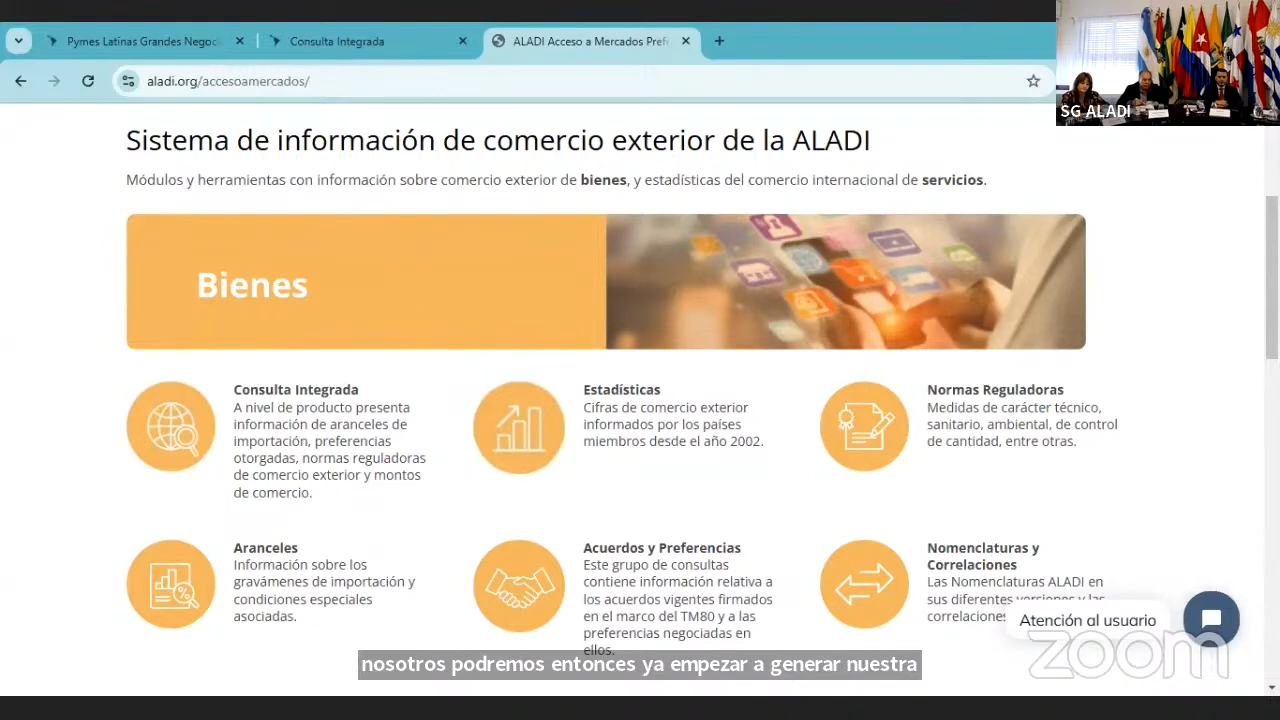 Pymes Latinas Grandes Negoc
Consulta Integrada
ALADI Acceso a Mercados Pref
aladi.org/accesoamercados/
SG ALADI
Sistema de información de comercio exterior de la ALADI
Módulos y herramientas con información sobre comercio exterior de bienes, y estadísticas del comercio internacional de servicios.
Bienes
Consulta Integrada
A nivel de producto presenta
información de aranceles de
importación, preferencias
otorgadas, normas reguladoras
de comercio exterior y montos
de comercio.
Estadísticas
Cifras de comercio exterior
informados por los países
miembros desde el año 2002.
Normas Reguladoras
Medidas de carácter técnico,
sanitario, ambiental, de control
de cantidad, entre otras.
Aranceles
Información sobre los
gravámenes de importación y
condiciones especiales
asociadas.
Acuerdos y Preferencias
Este grupo de consultas
contiene información relativa a
los acuerdos vigentes firmados
en el marco del TM80 y a las
preferencias negociadas en
ellos.
Nomenclaturas y
Correlaciones
Las Nomenclaturas ALADI en
sus diferentes versiones y las
correlaciones
Atención al usuario
zoom
nosotros podremos entonces ya empezar a generar nuestra